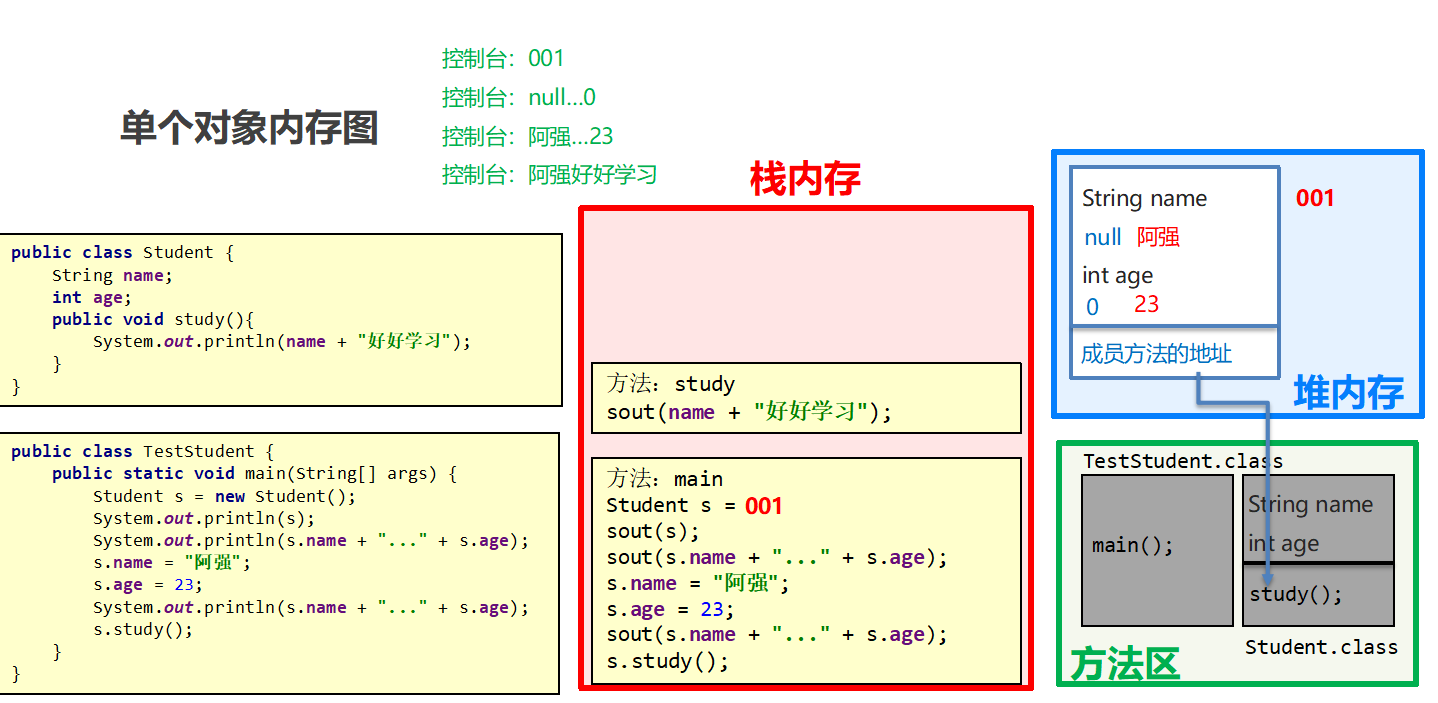 单个对象内存图
控制台：001
控制台：null...0
控制台：阿强...23
控制台：阿强好好学习
public class Student {
String name;
int age;
public void study(){
System.out.println(name + "好好学习");
}
}
public class TestStudent {
public static void main(String[] args) {
Student s = new Student();
System.out.println(s);
System.out.println(s.name + "..." + s.age);
s.name = "阿强";
s.age = 23;
System.out.println(s.name + "..." + s.age);
s.study();
}
}
栈内存
方法：study
sout(name + "好好学习");
方法：main
Student s = 001
sout(s);
sout(s.name + "..." + s.age);
s.name = "阿强";
s.age = 23;
sout(s.name + "..." + s.age);
s.study();
String name
null 阿强
int age
0 23
成员方法的地址
001
堆内存
TestStudent.class
main();
String name
int age
study();
Student.class
方法区